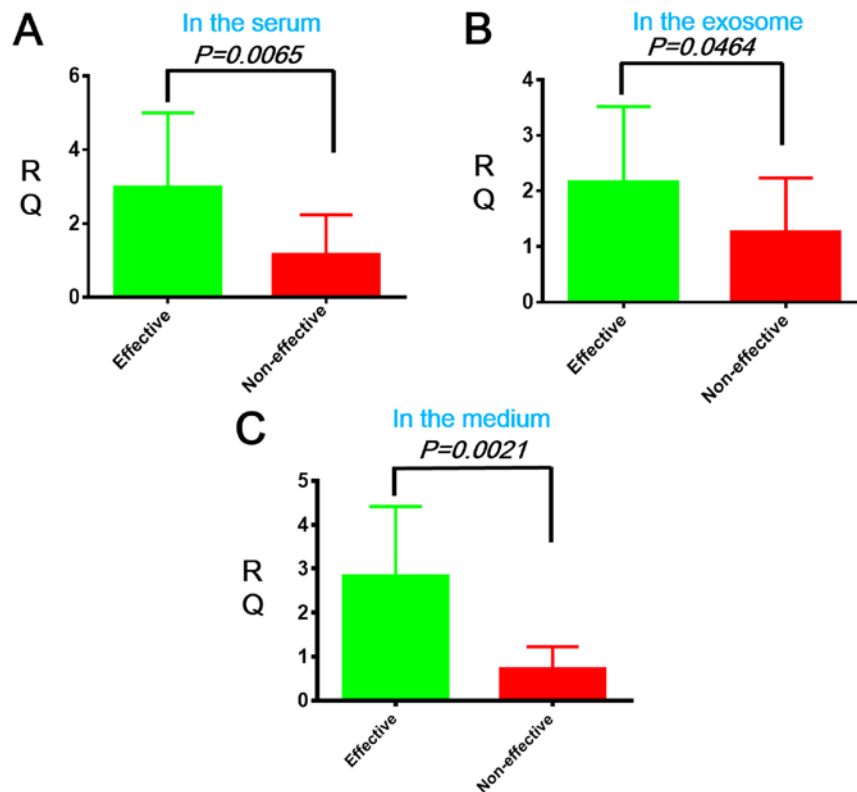 A
In the serum
P=0.0065
6
4
2
0
R
Q
Effective
Non-effective
B
In the exosome
P=0.0464
4
3
2
1
0
R
Q
Effective
Non-effective
C
In the medium
P=0.0021
5
4
3
2
1
0
R
Q
Effective
Non-effective